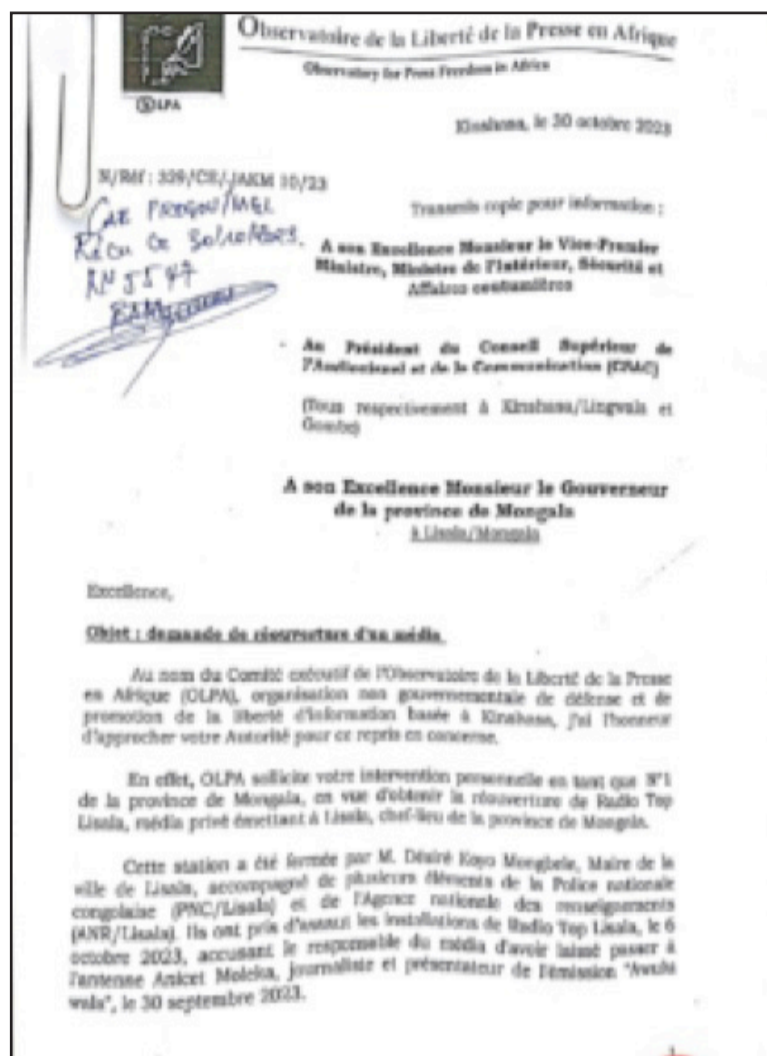 Observatoire de la Liberté de la Presse en Afrique
Observatory for Press Freedom in Africa
OLPA
Kinshasa, le 30 octobre 2023
N/Réf : 329/CE/ /AKM 10/23
Transmis copie pour information :
A son Excellence Monsieur le Vice-Premier
Ministre, Ministre de l'Intérieur, Sécurité et
Affaires coutumières
Au Président du Conseil Supérieur de
l'Audiovisuel et de la Communication (CSAC)
(Tous respectivement à Kinshasa/Lingwala et
Gombe)
A son Excellence Monsieur le Gouverneur
de la province de Mongala
à Lisala/Mongala
Excellence,
Objet : demande de réouverture d'un média
Au nom du Comité exécutif de l'Observatoire de la Liberté de la Presse
en Afrique (OLPA), organisation non gouvernementale de défense et de
promotion de la liberté d'information basée à Kinshasa, j'ai l'honneur
d'approcher votre Autorité pour ce repris en concerne.
En effet, OLPA sollicite votre intervention personnelle en tant que N°1
de la province de Mongala, en vue d'obtenir la réouverture de Radio Top
Lisala, média privé émettant à Lisala, chef-lieu de la province de Mongala.
Cette station a été fermée par M. Désiré Koyo Mongbele, Maire de la
ville de Lisala, accompagné de plusieurs éléments de la Police nationale
congolaise (PNC/Lisala) et de l'Agence nationale des renseignements
(ANR/Lisala). Ils ont pris d'assaut les installations de Radio Top Lisala, le 6
octobre 2023, accusant le responsable du média d'avoir laissé passer à
l'antenne Anicet Moleka, journaliste et présentateur de l'émission "Awuti
wala", le 30 septembre 2023.